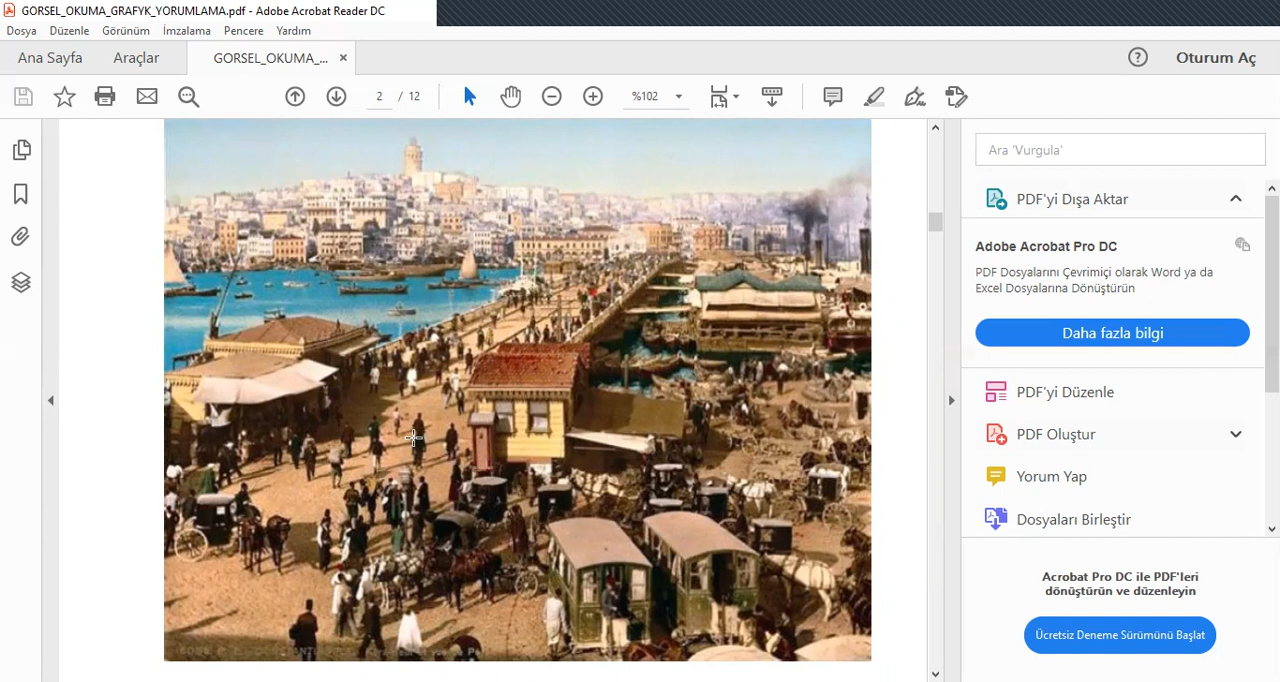 GORSEL_OKUMA_GRAFYK_YORUMLAMA.pdf - Adobe Acrobat Reader DC
Dosya Düzenle Görünüm İmzalama Pencere Yardım
Ana Sayfa Araçlar GORSEL_OKUMA_... × ? Oturum Aç
2 / 12 %102
Ara 'Vurgula'
PDF'yi Dışa Aktar
Adobe Acrobat Pro DC
PDF Dosyalarını Çevrimiçi olarak Word ya da
Excel Dosyalarına Dönüştürün
Daha fazla bilgi
PDF'yi Düzenle
PDF Oluştur
Yorum Yap
Dosyaları Birleştir
Acrobat Pro DC ile PDF'leri
dönüştürün ve düzenleyin
Ücretsiz Deneme Sürümünü Başlat